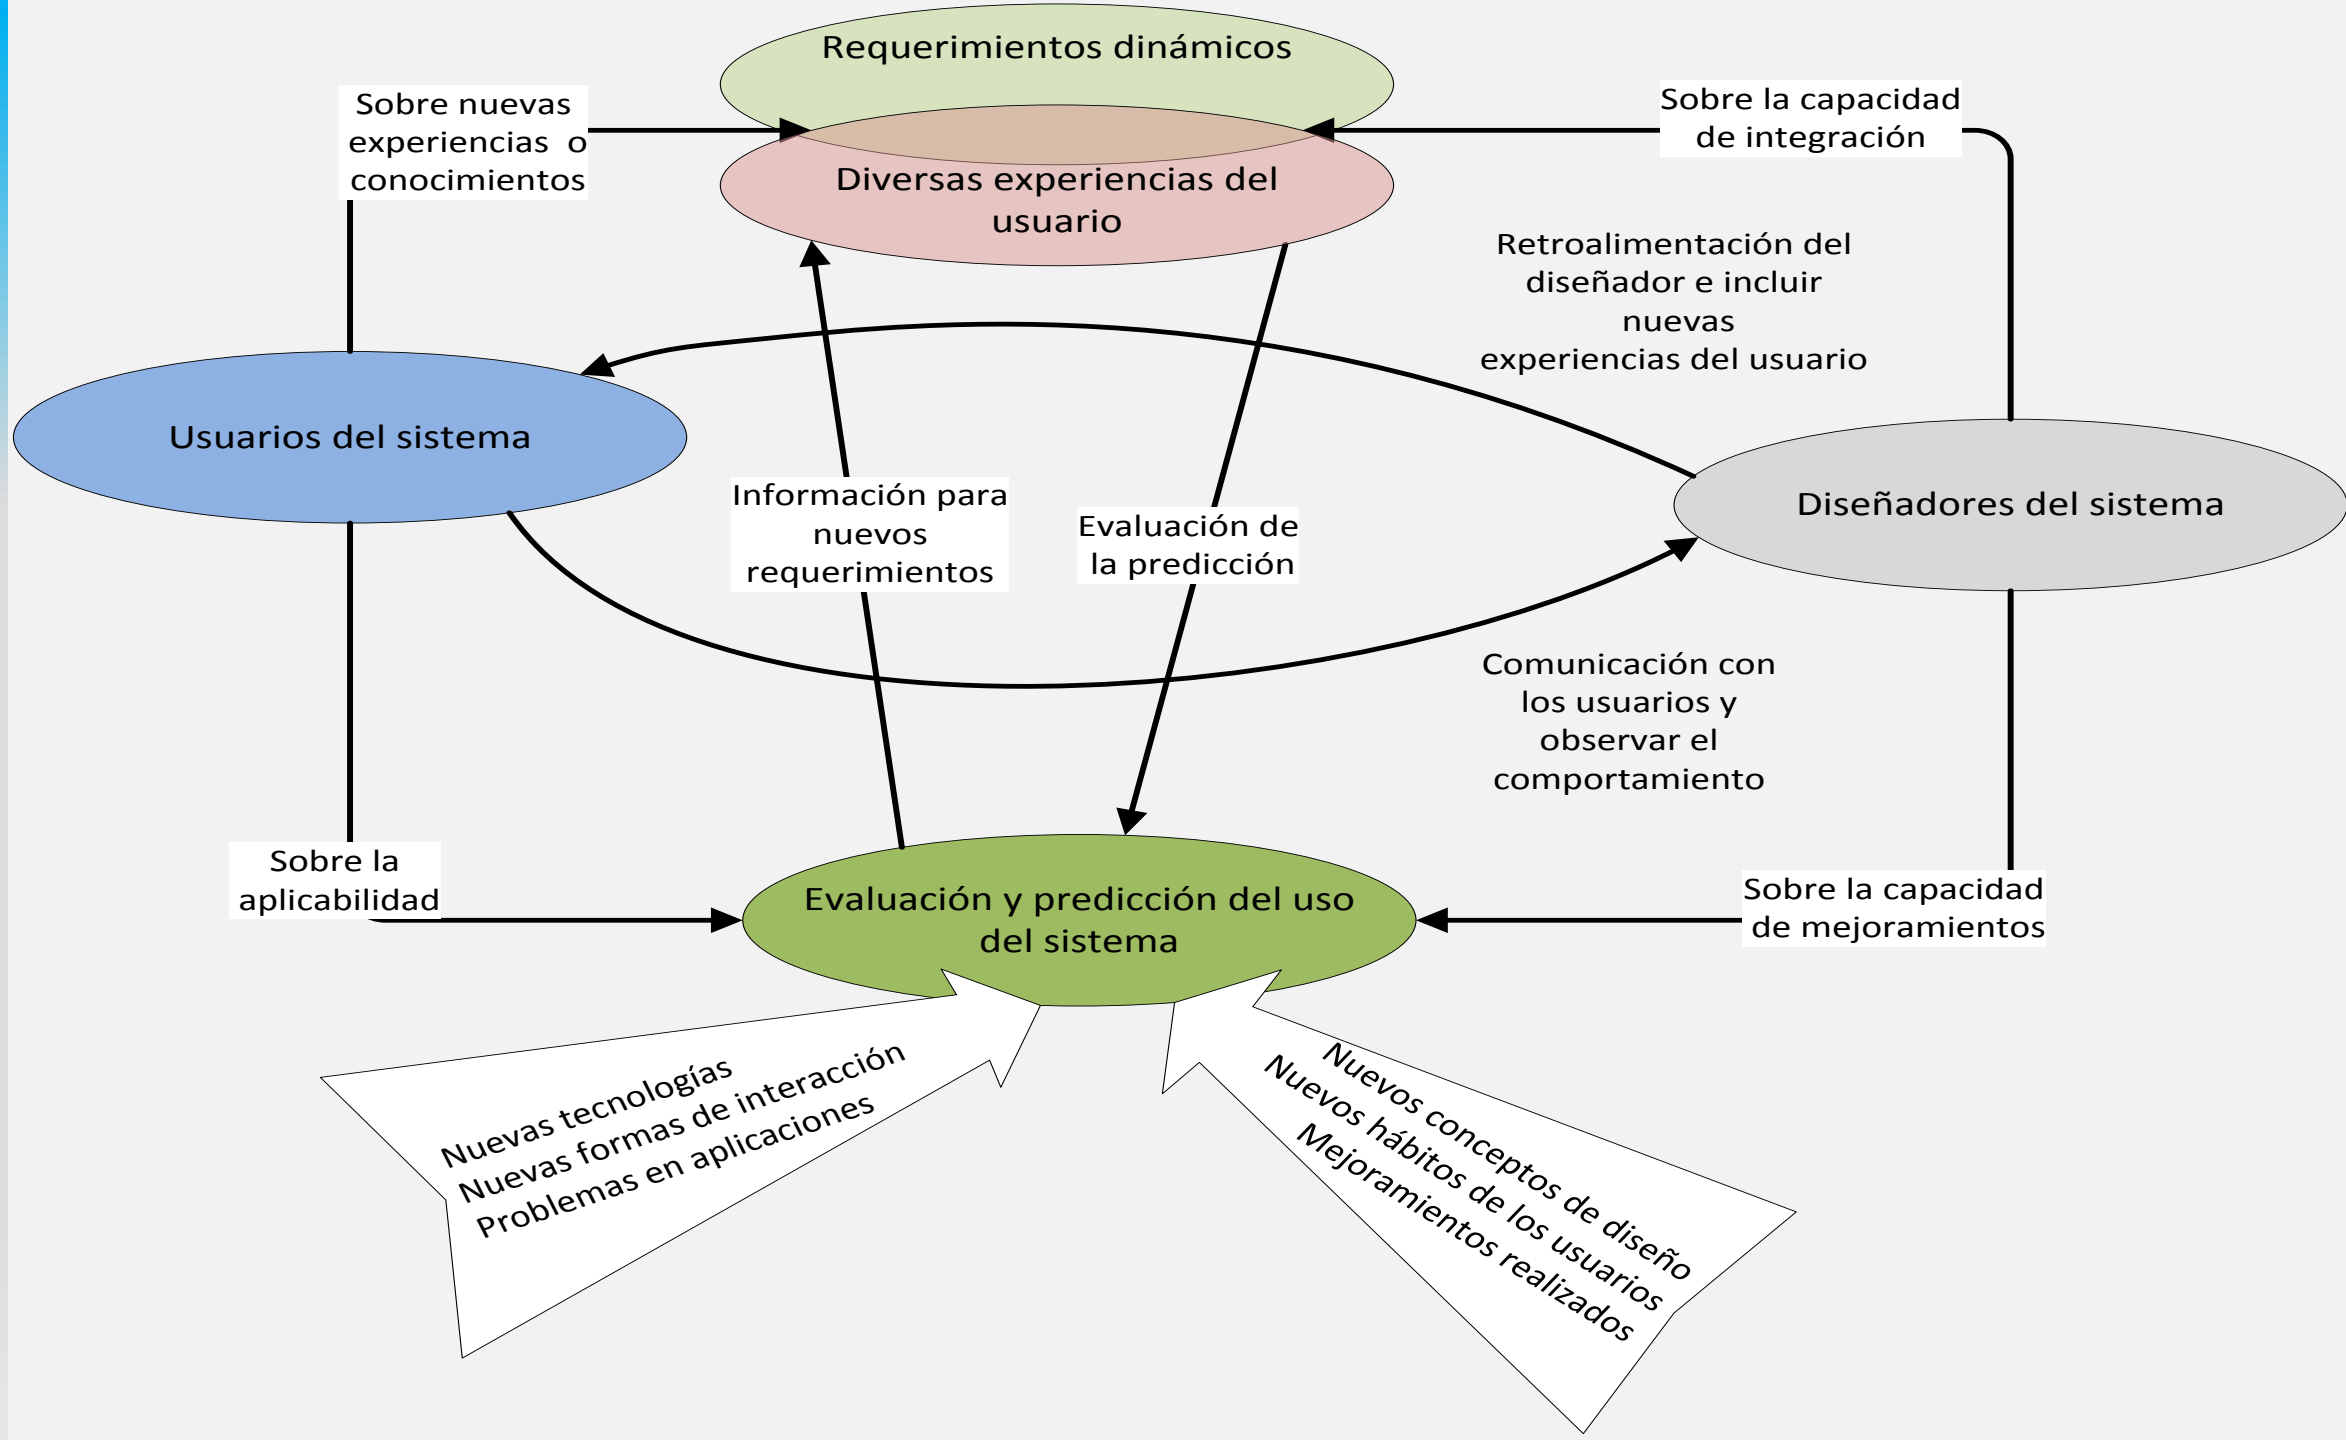 Requerimientos dinámicos
Sobre nuevas
experiencias o
conocimientos
Sobre la capacidad
de integración
Diversas experiencias del
usuario
Retroalimentación del
diseñador e incluir
nuevas
experiencias del usuario
Usuarios del sistema
Información para
nuevos
requerimientos
Evaluación de
la predicción
Diseñadores del sistema
Comunicación con
los usuarios y
observar el
comportamiento
Sobre la
aplicabilidad
Evaluación y predicción del uso
del sistema
Sobre la capacidad
de mejoramientos
Nuevas tecnologías
Nuevas formas de interacción
Problemas en aplicaciones
Nuevos conceptos de diseño
Nuevos hábitos de los usuarios
Mejoramientos realizados